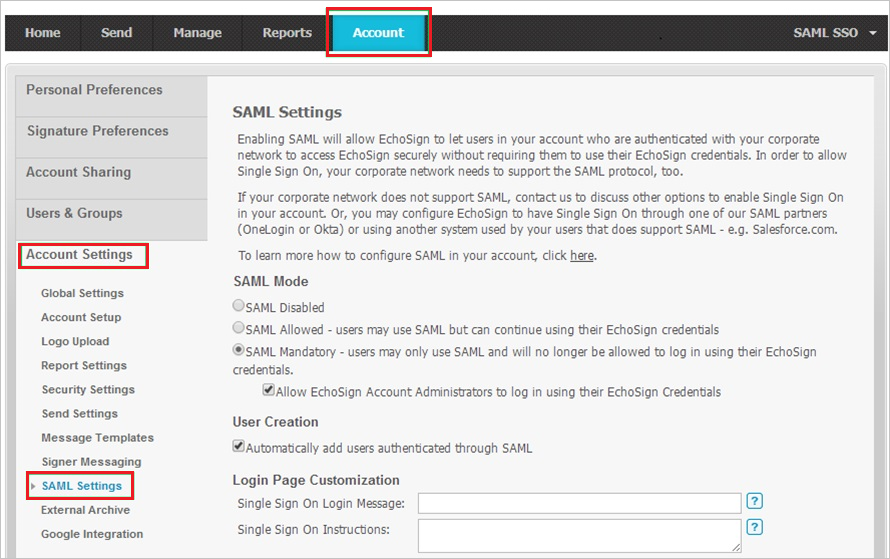 Home Send Manage Reports Account SAML SSO
Personal Preferences
Signature Preferences
Account Sharing
Users & Groups
Account Settings
Global Settings
Account Setup
Logo Upload
Report Settings
Security Settings
Send Settings
Message Templates
Signer Messaging
SAML Settings
External Archive
Google Integration
SAML Settings
Enabling SAML will allow EchoSign to let users in your account who are authenticated with your corporate
network to access EchoSign securely without requiring them to use their EchoSign credentials. In order to allow
Single Sign On, your corporate network needs to support the SAML protocol, too.
If your corporate network does not support SAML, contact us to discuss other options to enable Single Sign On
in your account. Or, you may configure EchoSign to have Single Sign On through one of our SAML partners
(OneLogin or Okta) or using another system used by your users that does support SAML - e.g. Salesforce.com.
To learn more how to configure SAML in your account, click here.
SAML Mode
SAML Disabled
SAML Allowed - users may use SAML but can continue using their EchoSign credentials
SAML Mandatory - users may only use SAML and will no longer be allowed to log in using their EchoSign
credentials.
Allow EchoSign Account Administrators to log in using their EchoSign Credentials
User Creation
Automatically add users authenticated through SAML
Login Page Customization
Single Sign On Login Message: ?
Single Sign On Instructions: ?